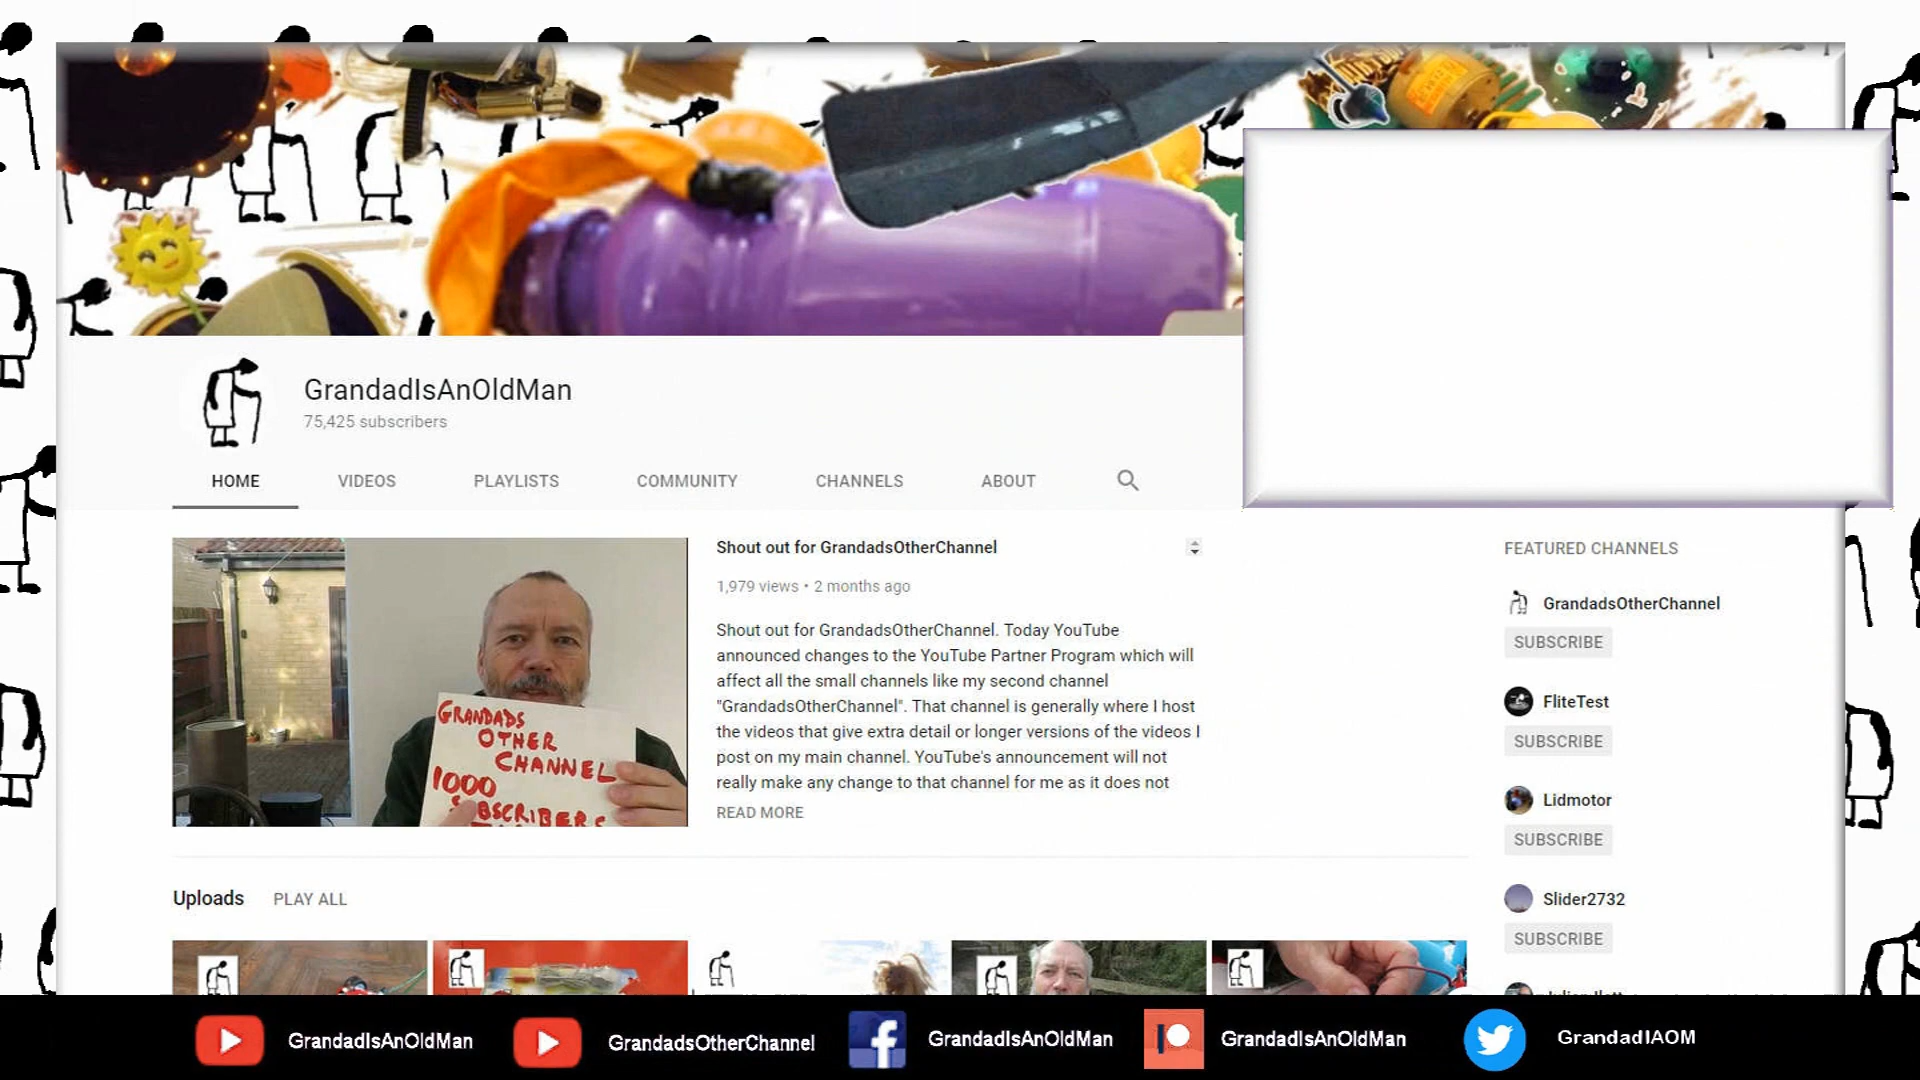 GrandadIsAnOldMan
75,425 subscribers
HOME VIDEOS PLAYLISTS COMMUNITY CHANNELS ABOUT
Shout out for GrandadsOtherChannel
1,979 views • 2 months ago
Shout out for GrandadsOtherChannel. Today YouTube
announced changes to the YouTube Partner Program which will
affect all the small channels like my second channel
"GrandadsOtherChannel". That channel is generally where I host
the videos that give extra detail or longer versions of the videos I
post on my main channel. YouTube's announcement will not
really make any change to that channel for me as it does not
READ MORE
GRANDADS
OTHER
CHANNEL
1000
FEATURED CHANNELS
GrandadsOtherChannel
SUBSCRIBE
FliteTest
SUBSCRIBE
Lidmotor
SUBSCRIBE
Slider2732
SUBSCRIBE
Uploads PLAY ALL
GrandadIsAnOldMan GrandadsOtherChannel GrandadIsAnOldMan GrandadIsAnOldMan GrandadIAOM